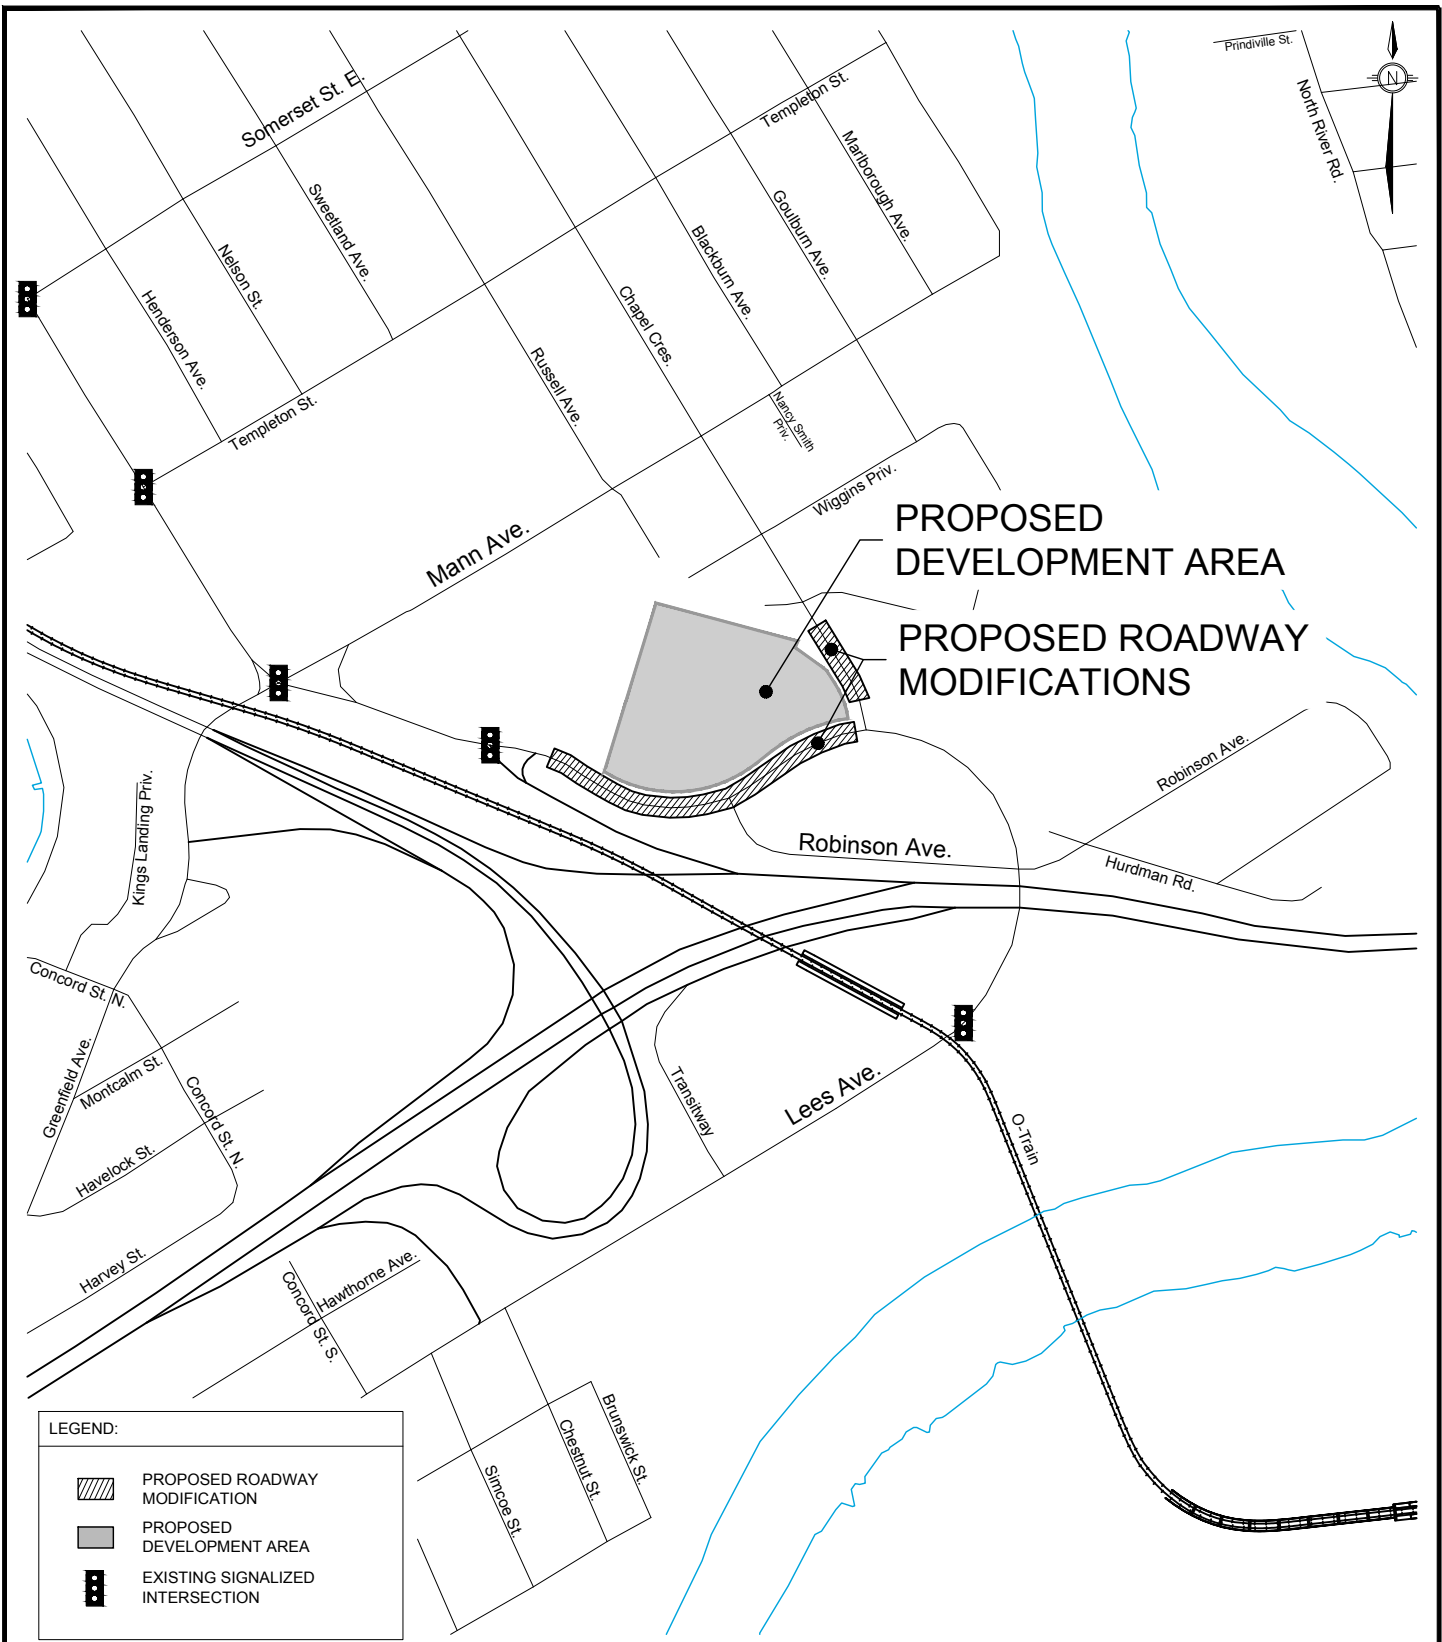 Prindiville St.
N
North River Rd.
Somerset St. E.
Templeton St.
Marlborough Ave.
Goulburn Ave.
Sweetland Ave.
Blackburn Ave.
Nelson St.
Chapel Cres.
Henderson Ave.
Russell Ave.
Nancy Smith
Priv.
Templeton St.
Wiggins Priv.
Mann Ave.
PROPOSED
DEVELOPMENT AREA
PROPOSED ROADWAY
MODIFICATIONS
Robinson Ave.
Kings Landing Priv.
Robinson Ave.
Hurdman Rd.
Concord St. N.
Greenfield Ave.
Montcalm St.
Concord St. N.
Transitway
Lees Ave.
O-Train
Havelock St.
Harvey St.
Hawthorne Ave.
Concord St. S.
Brunswick St.
Chestnut St.
Simcoe St.
LEGEND:
PROPOSED ROADWAY
MODIFICATION
PROPOSED
DEVELOPMENT AREA
EXISTING SIGNALIZED
INTERSECTION